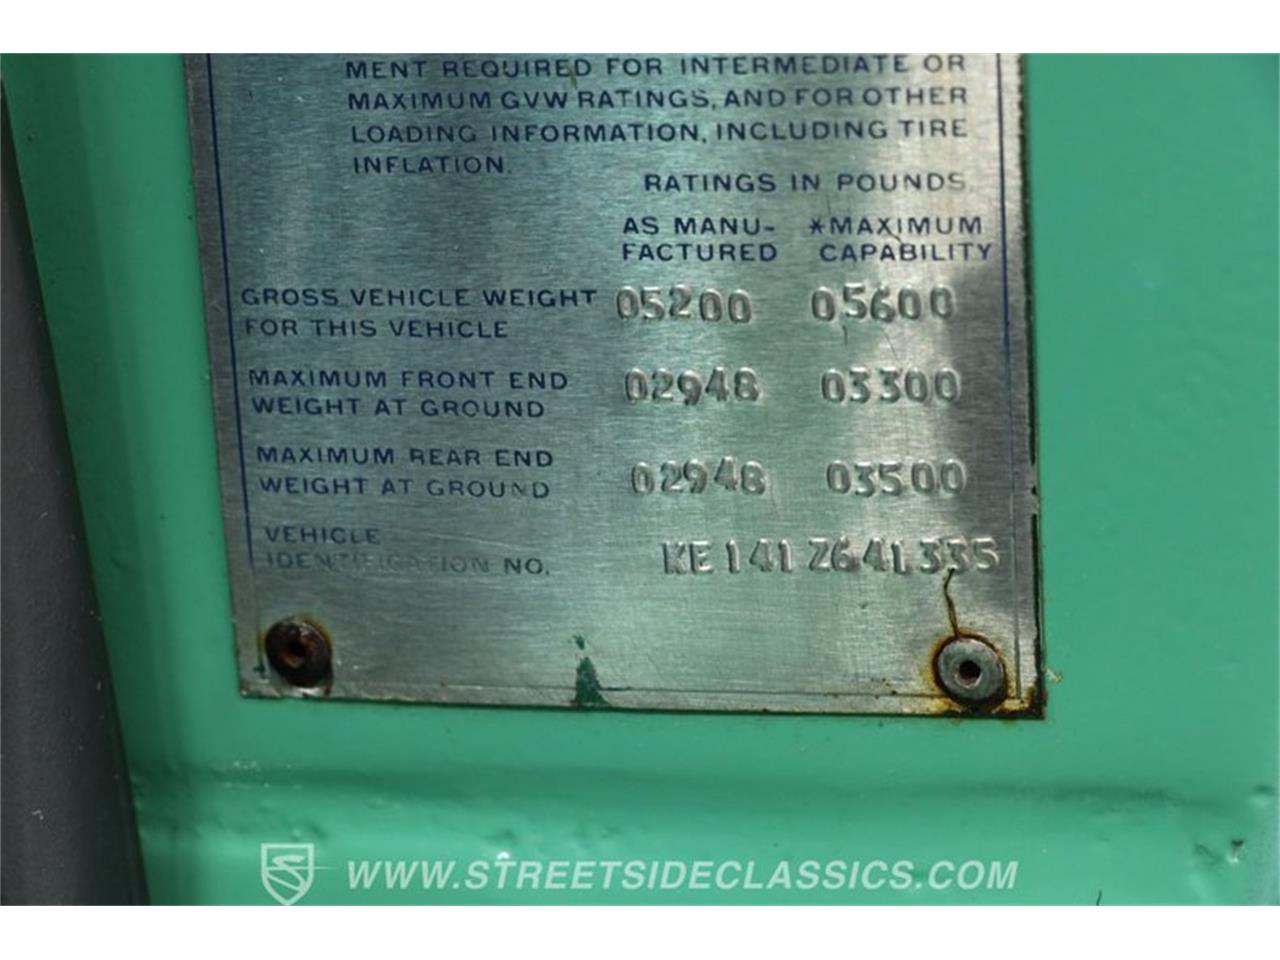 MENT REQUIRED FOR INTERMEDIATE OR
MAXIMUM GVW RATINGS, AND FOR OTHER
LOADING INFORMATION, INCLUDING TIRE
INFLATION.
RATINGS IN POUNDS
AS MANU- *MAXIMUM
FACTURED CAPABILITY
GROSS VEHICLE WEIGHT 05200 05600
FOR THIS VEHICLE
MAXIMUM FRONT END 02948 03300
WEIGHT AT GROUND
MAXIMUM REAR END 02948 03500
WEIGHT AT GROUND
VEHICLE
IDENTIFICATION NO. KE141Z641335
WWW.STREETSIDECLASSICS.COM